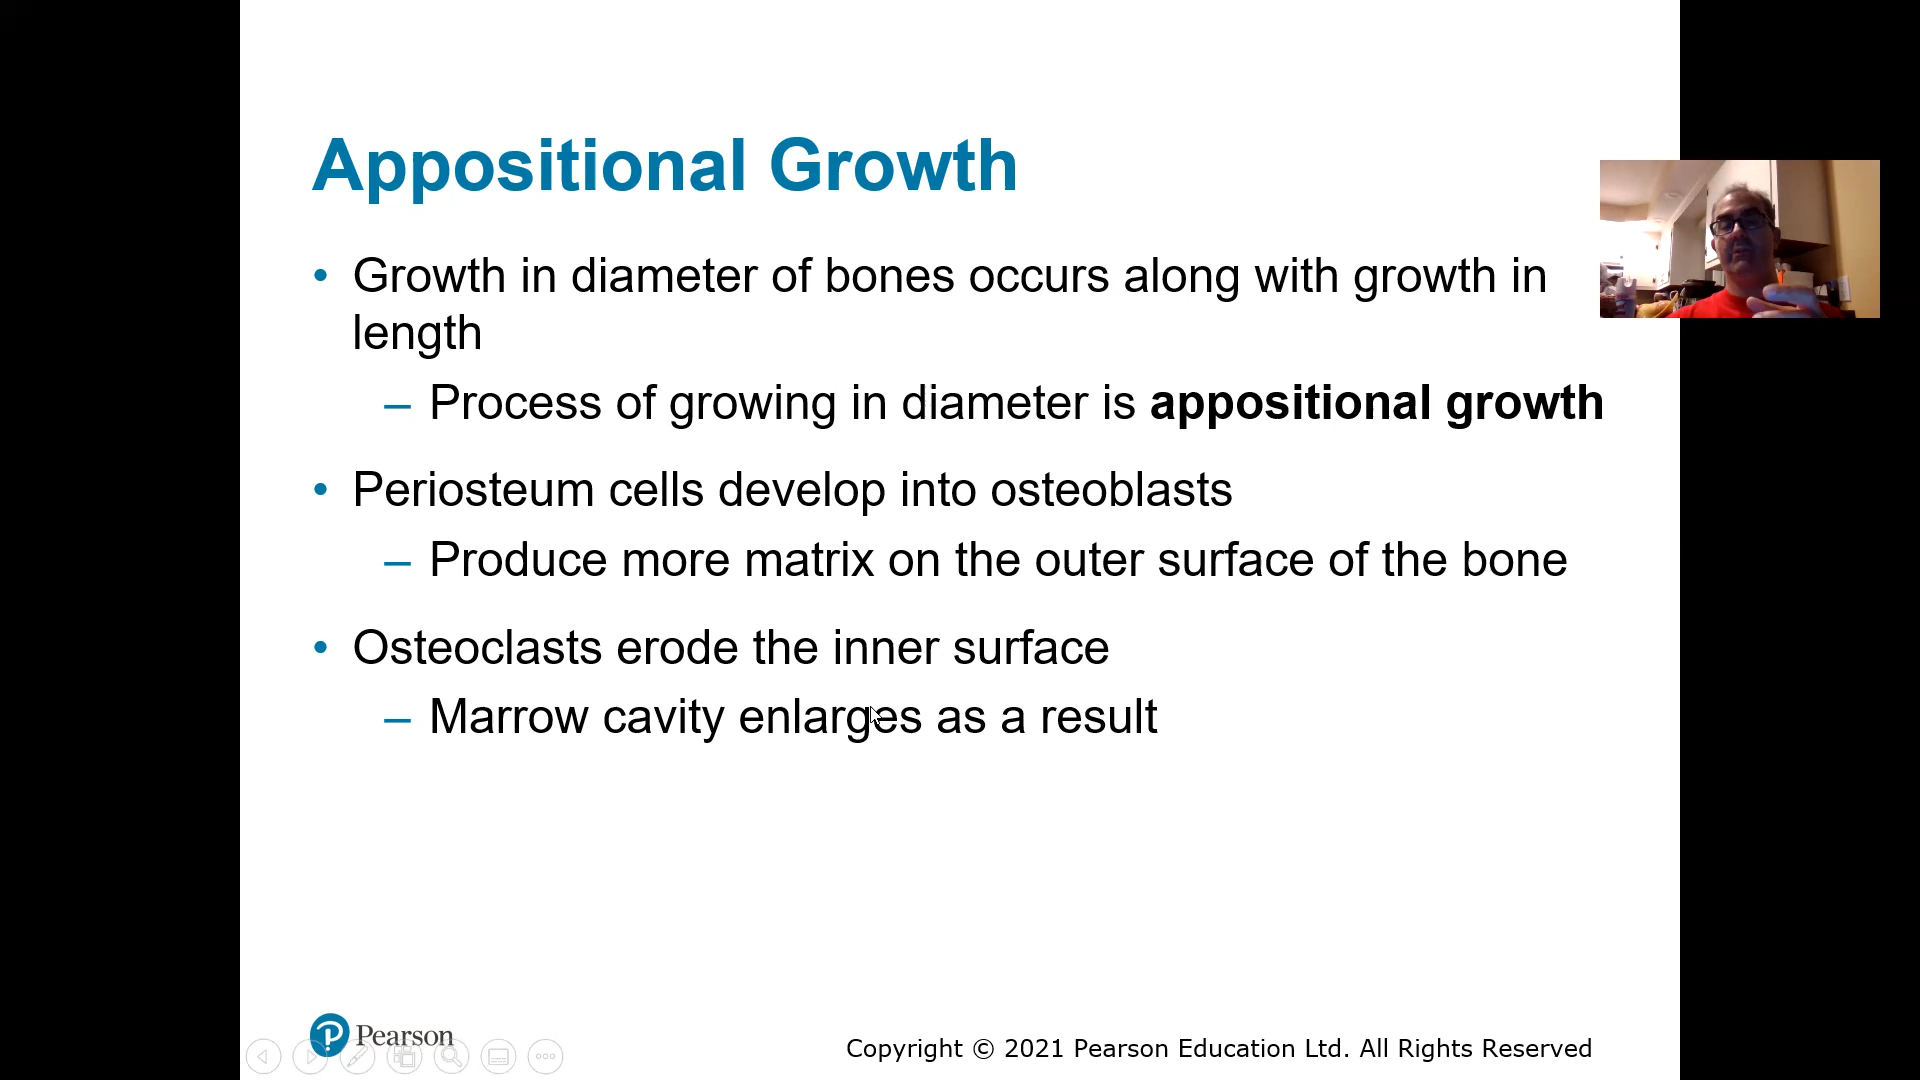 Appositional Growth
• Growth in diameter of bones occurs along with growth in
length
– Process of growing in diameter is appositional growth
• Periosteum cells develop into osteoblasts
– Produce more matrix on the outer surface of the bone
• Osteoclasts erode the inner surface
– Marrow cavity enlarges as a result
Pearson
Copyright © 2021 Pearson Education Ltd. All Rights Reserved